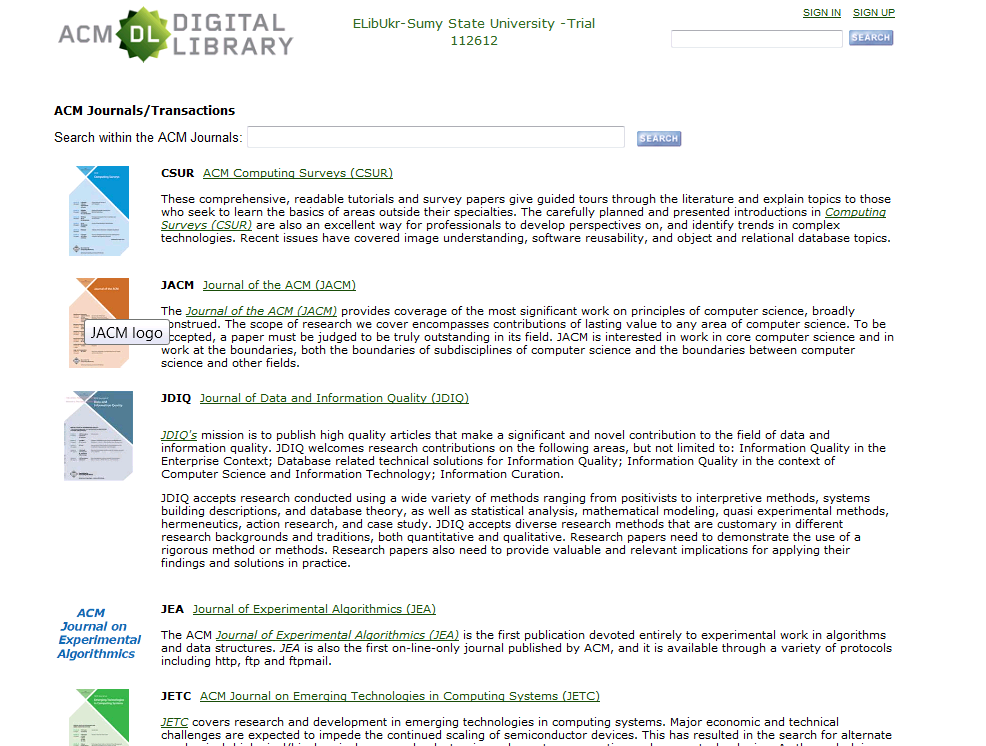 ACM DL DIGITAL LIBRARY
ELibUkr-Sumy State University -Trial
112612
SIGN IN SIGN UP
SEARCH
ACM Journals/Transactions
Search within the ACM Journals:
SEARCH
CSUR ACM Computing Surveys (CSUR)
These comprehensive, readable tutorials and survey papers give guided tours through the literature and explain topics to those
who seek to learn the basics of areas outside their specialties. The carefully planned and presented introductions in Computing
Surveys (CSUR) are also an excellent way for professionals to develop perspectives on, and identify trends in complex
technologies. Recent issues have covered image understanding, software reusability, and object and relational database topics.
JACM Journal of the ACM (JACM)
JACM logo
The Journal of the ACM (JACM) provides coverage of the most significant work on principles of computer science, broadly
construed. The scope of research we cover encompasses contributions of lasting value to any area of computer science. To be
accepted, a paper must be judged to be truly outstanding in its field. JACM is interested in work in core computer science and in
work at the boundaries, both the boundaries of subdisciplines of computer science and the boundaries between computer
science and other fields.
JDIQ Journal of Data and Information Quality (JDIQ)
JDIQ's mission is to publish high quality articles that make a significant and novel contribution to the field of data and
information quality. JDIQ welcomes research contributions on the following areas, but not limited to: Information Quality in the
Enterprise Context; Database related technical solutions for Information Quality; Information Quality in the context of
Computer Science and Information Technology; Information Curation.
JDIQ accepts research conducted using a wide variety of methods ranging from positivists to interpretive methods, systems
building descriptions, and database theory, as well as statistical analysis, mathematical modeling, quasi experimental methods,
hermeneutics, action research, and case study. JDIQ accepts diverse research methods that are customary in different
research backgrounds and traditions, both quantitative and qualitative. Research papers need to demonstrate the use of a
rigorous method or methods. Research papers also need to provide valuable and relevant implications for applying their
findings and solutions in practice.
ACM
Journal on
Experimental
Algorithmics
JEA Journal of Experimental Algorithmics (JEA)
The ACM Journal of Experimental Algorithmics (JEA) is the first publication devoted entirely to experimental work in algorithms
and data structures. JEA is also the first on-line-only journal published by ACM, and it is available through a variety of protocols
including http, ftp and ftpmail.
JETC ACM Journal on Emerging Technologies in Computing Systems (JETC)
JETC covers research and development in emerging technologies in computing systems. Major economic and technical
challenges are expected to impede the continued scaling of semiconductor devices. This has resulted in the search for alternate